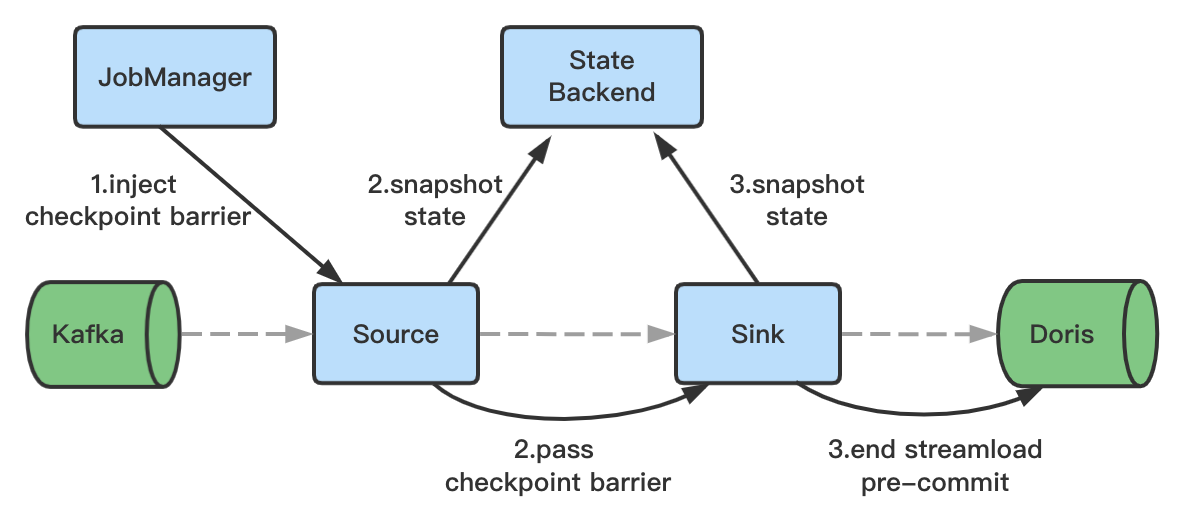 JobManager
State
Backend
1.inject
checkpoint barrier
2.snapshot
state
3.snapshot
state
Kafka
Source
Sink
Doris
2.pass
checkpoint barrier
3.end streamload
pre–commit